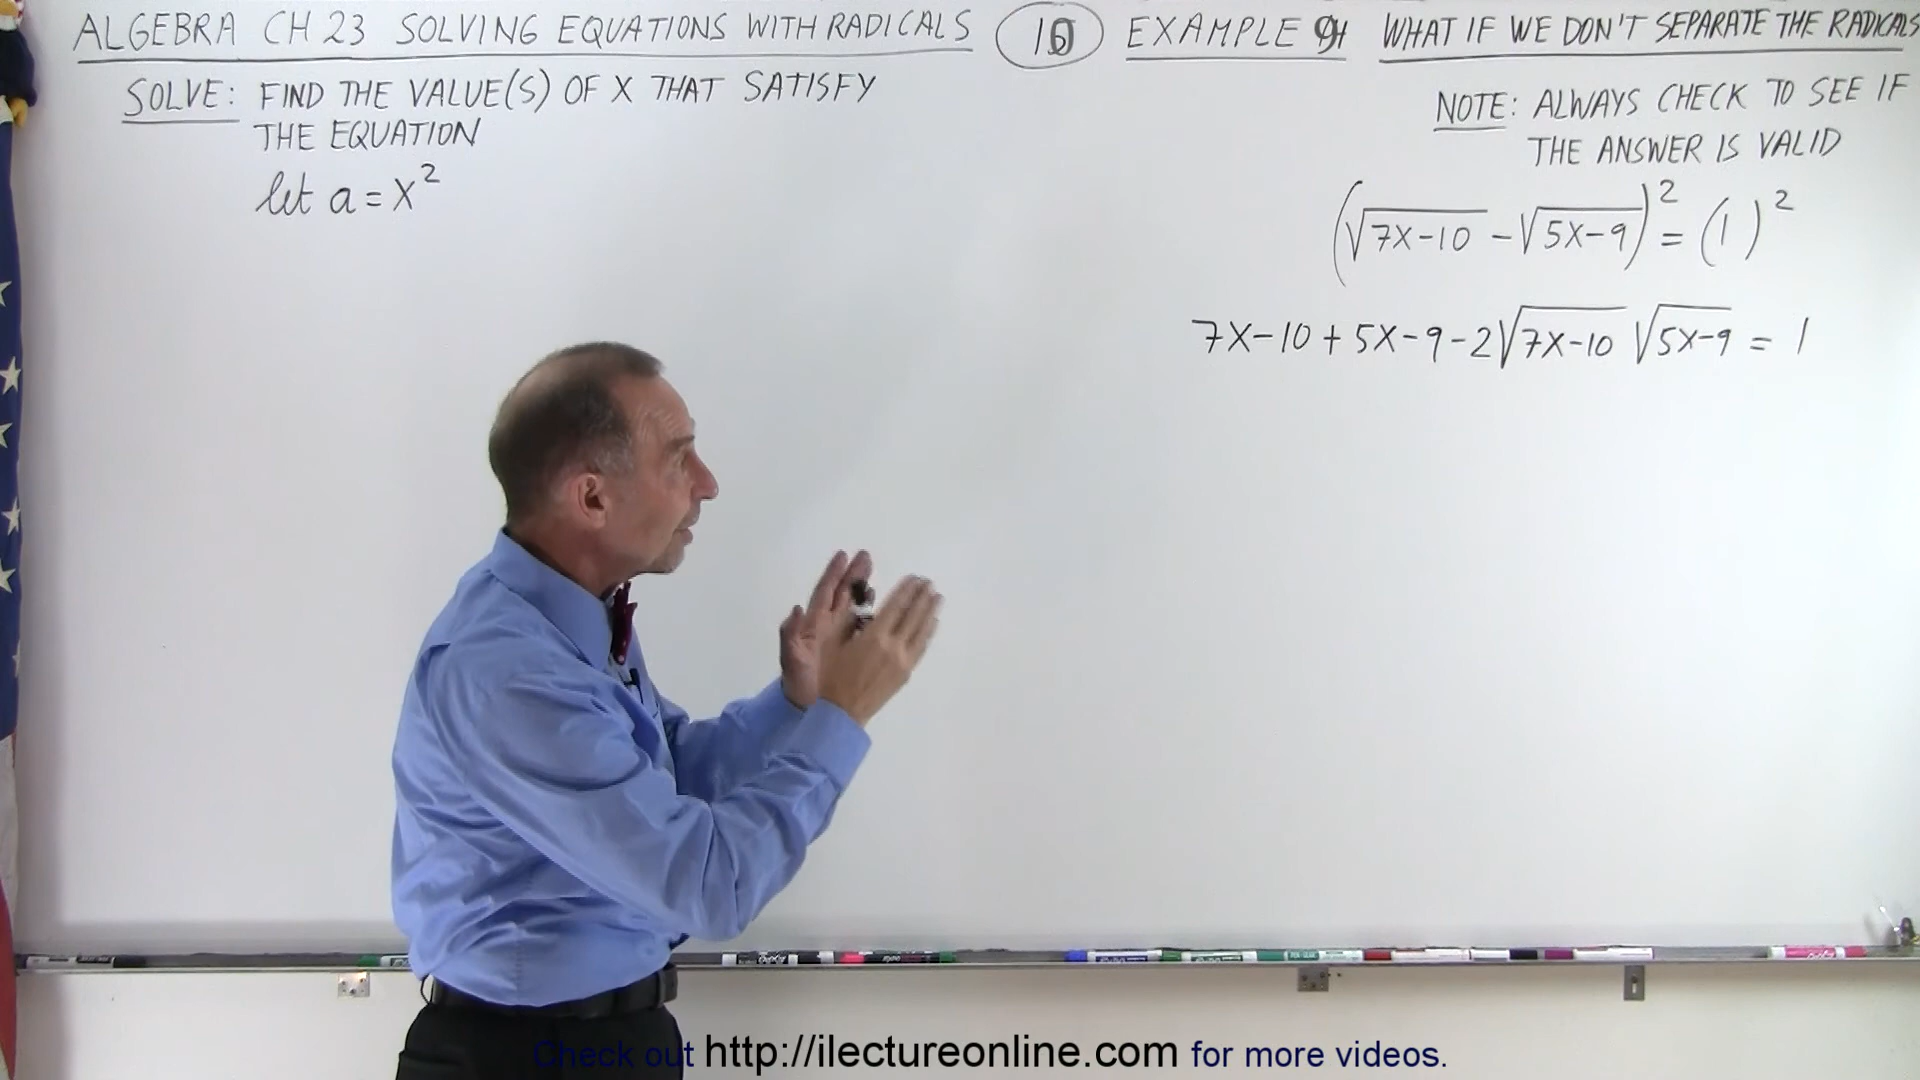 ALGEBRA CH 23 SOLVING EQUATIONS WITH RADICALS EXAMPLE WHAT IF WE DON'T SEPARATE THE RADICALS
SOLVE: FIND THE VALUE(S) OF X THAT SATISFY
THE EQUATION
let a = x²
NOTE: ALWAYS CHECK TO SEE IF
THE ANSWER IS VALID
(√7x-10 - √5x-9)² = (1)²
7x-10 + 5x-9-2√7x-10 √5x-9 = 1
Check out http://ilectureonline.com for more videos.